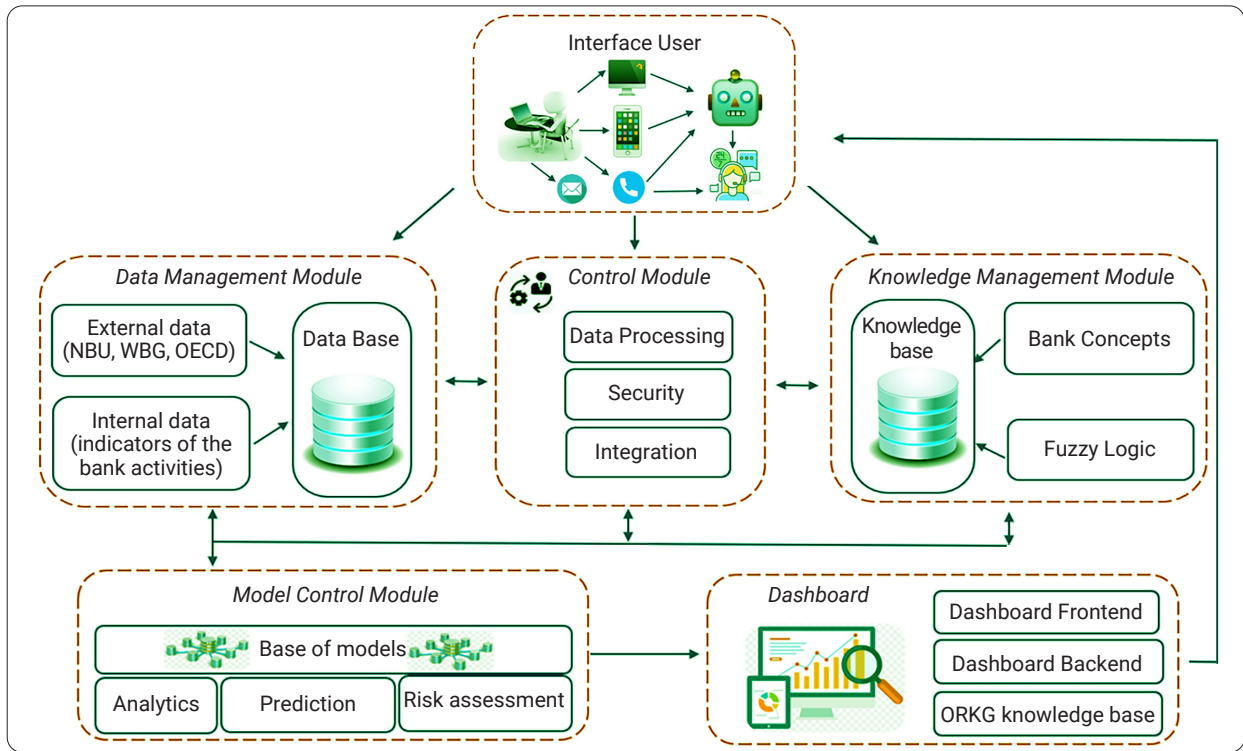 Interface User
Data Management Module
External data
(NBU, WBG, OECD)
Internal data
(indicators of the
bank activities)
Data Base
Control Module
Data Processing
Security
Integration
Knowledge Management Module
Knowledge
base
Bank Concepts
Fuzzy Logic
Model Control Module
Base of models
Analytics
Prediction
Risk assessment
Dashboard
Dashboard Frontend
Dashboard Backend
ORKG knowledge base